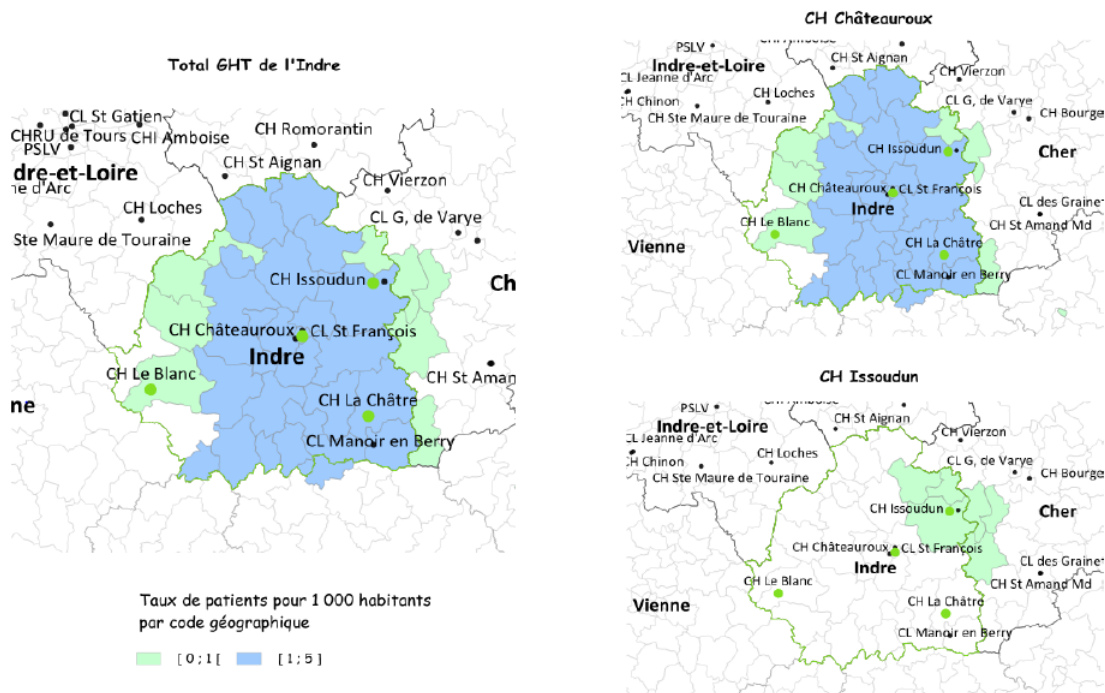 Total GHT de l'Indre
CL St Gatien
CHRU de Tours
CHI Amboise
PSLV
CH Romorantin
CH St Aignan
dre-et-Loire
ne d'Arc
CH Vierzon
CH Loches
CL G, de Varye
Ste Maure de Touraine
CH Issoudun
Ch
CH Châteauroux
CL St François
Indre
CH Le Blanc
CH St Aman
ne
CH La Châtre
CL Manoir en Berry
Taux de patients pour 1 000 habitants
par code géographique
[ 0 ; 1 [
[ 1 ; 5 ]
CH Châteauroux
PSLV
CH Amboise
Indre-et-Loire
CH St Aignan
CL Jeanne d'Arc
CH Vierzon
CH Chinon
CH Loches
CL G, de Varye
CH Ste Maure de Touraine
CH Bourge
CH Issoudun
Cher
CH Châteauroux
CL St François
Indre
CL des Grainet
CH Le Blanc
CH St Amand Md
Vienne
CH La Châtre
CL Manoir en Berry
CH Issoudun
PSLV
CH St Aignan
Indre-et-Loire
CL Jeanne d'Arc
CH Vierzon
CH Chinon
CH Loches
CL G, de Varye
CH Ste Maure de Touraine
CH Bourges
CH Issoudun
Cher
CH Châteauroux
CL St François
Indre
CL des Grainet
CH Le Blanc
CH St Amand Md
Vienne
CH La Châtre
CL Manoir en Berry